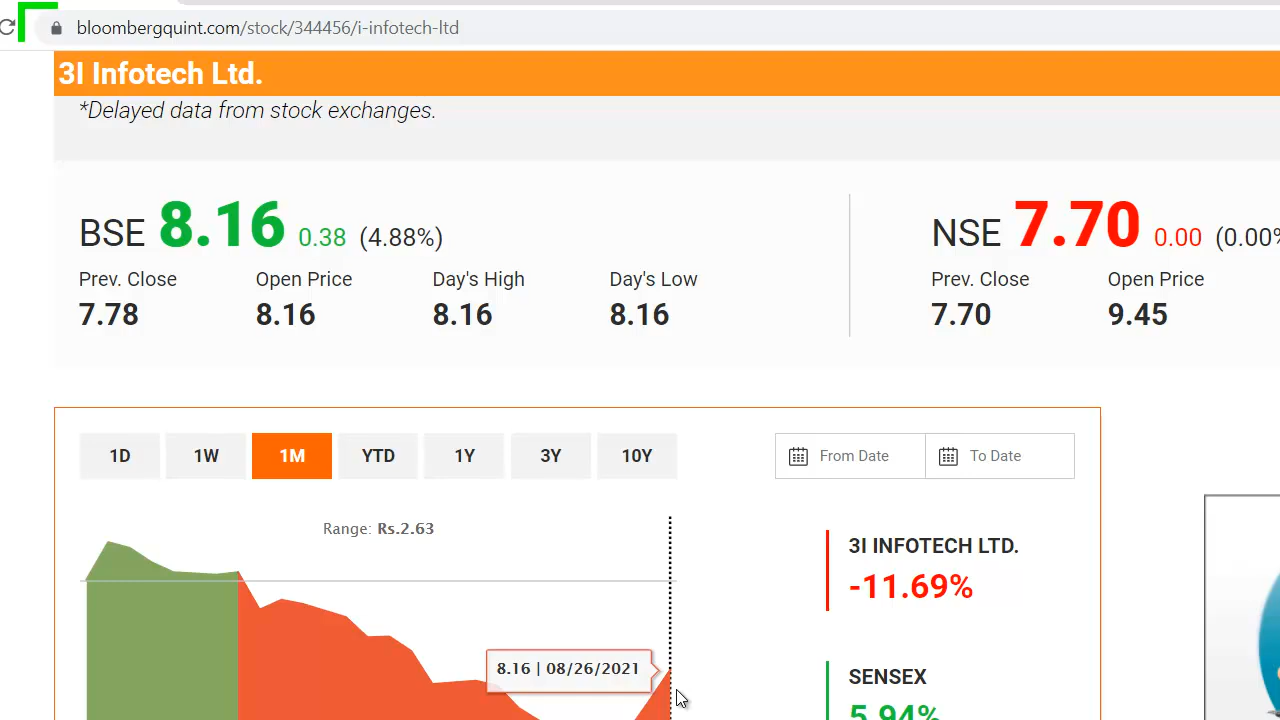 bloombergquint.com/stock/344456/i-infotech-ltd
3I Infotech Ltd.
*Delayed data from stock exchanges.
BSE 8.16 0.38 (4.88%)
Prev. Close Open Price Day's High Day's Low
7.78 8.16 8.16 8.16
NSE 7.70 0.00 (0.00%
Prev. Close Open Price
7.70 9.45
1D 1W 1M YTD 1Y 3Y 10Y
From Date To Date
Range: Rs.2.63
8.16 | 08/26/2021
3I INFOTECH LTD.
-11.69%
SENSEX
5.94%